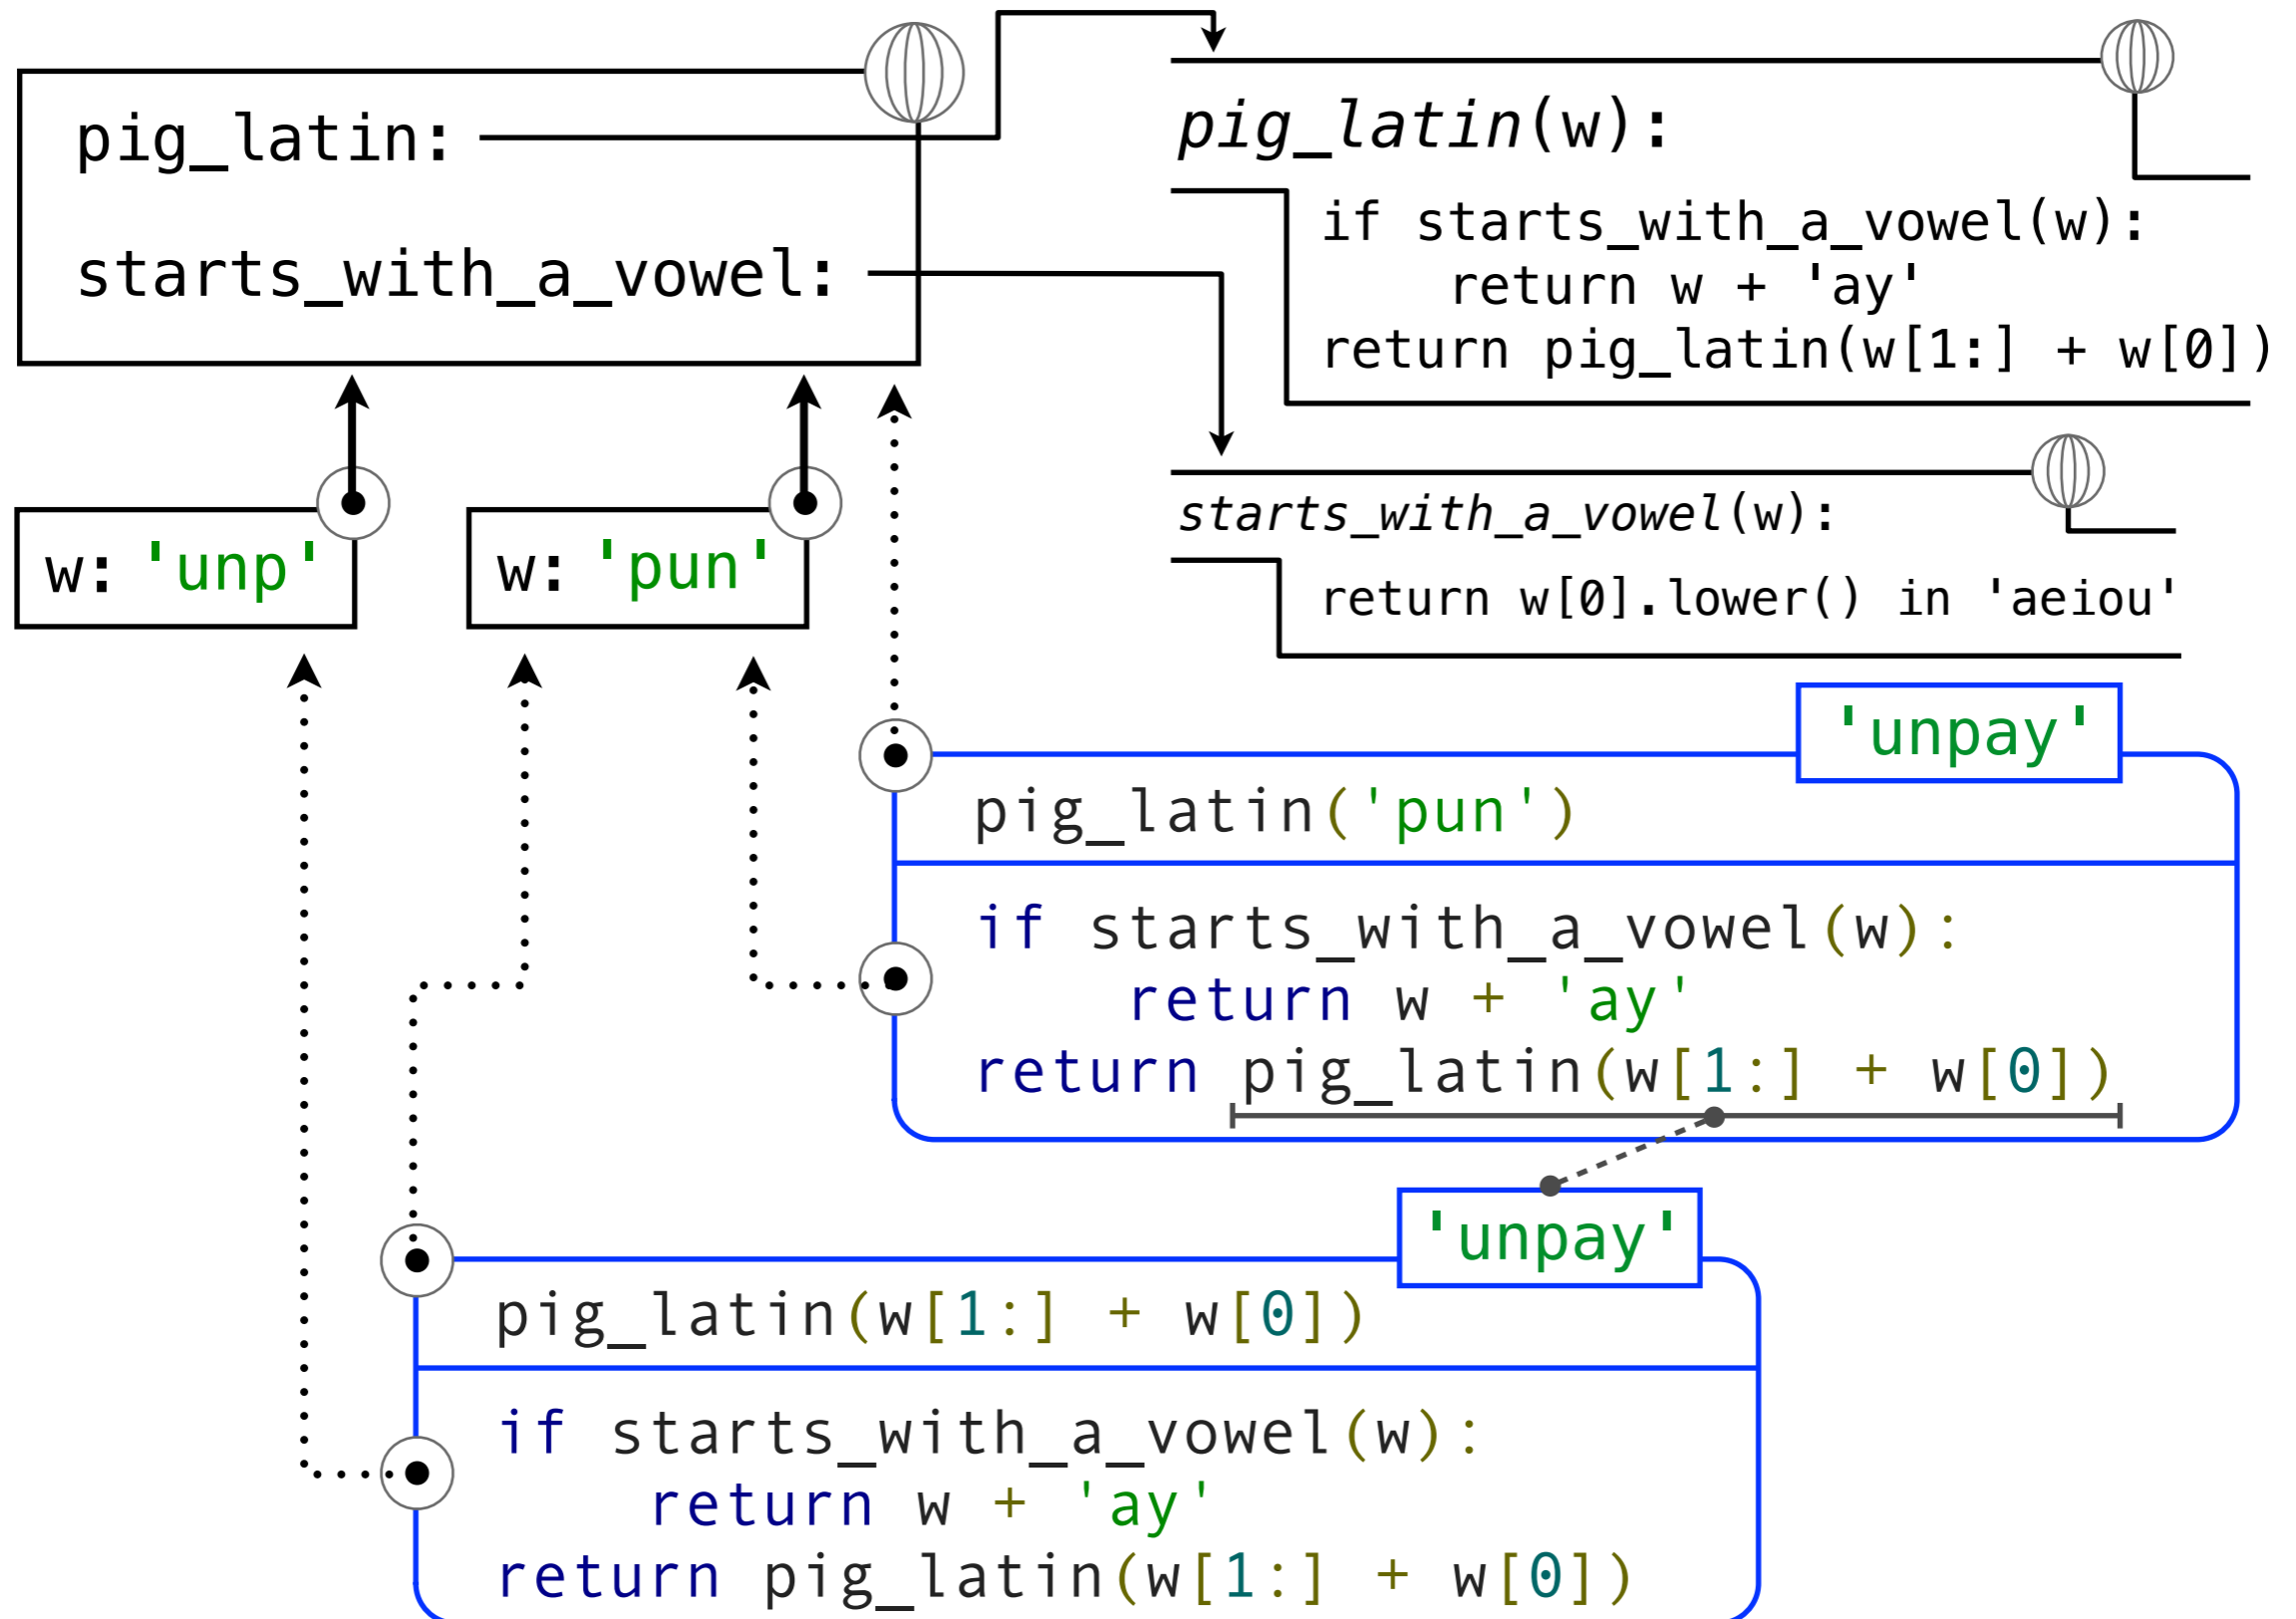 pig_latin:
starts_with_a_vowel:
pig_latin(w):
if starts_with_a_vowel(w):
return w + 'ay'
return pig_latin(w[1:] + w[0])
starts_with_a_vowel(w):
return w[0].lower() in 'aeiou'
w: 'unp'
w: 'pun'
'unpay'
pig_latin('pun')
if starts_with_a_vowel(w):
return w + 'ay'
return pig_latin(w[1:] + w[0])
'unpay'
pig_latin(w[1:] + w[0])
if starts_with_a_vowel(w):
return w + 'ay'
return pig_latin(w[1:] + w[0])